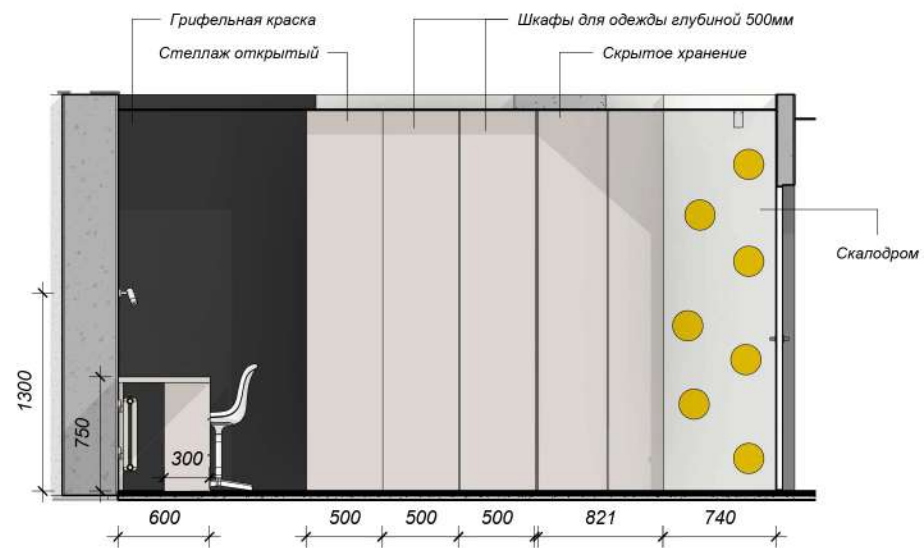 Грифельная краска
Шкафы для одежды глубиной 500мм
Стеллаж открытый
Скрытое хранение
Скалодром
1300
750
300
600
500
500
500
821
740